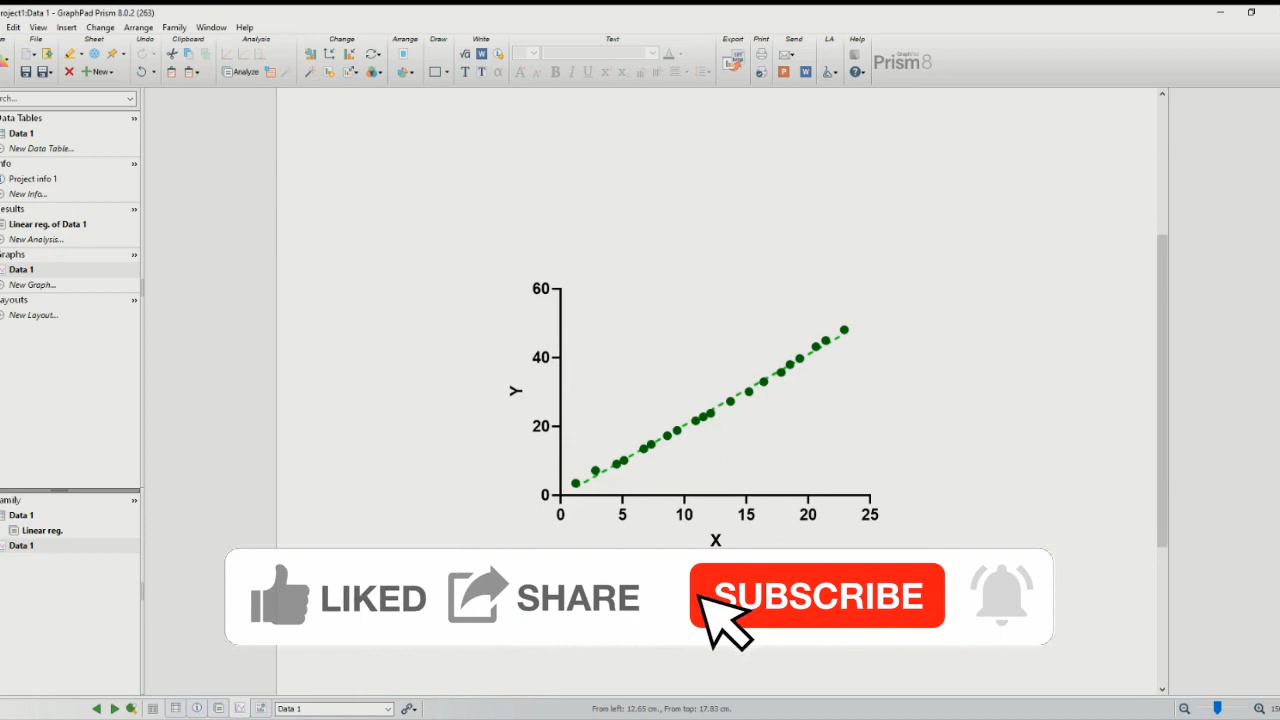 Project1:Data 1 - GraphPad Prism 8.0.2 (263)
Edit View Insert Change Arrange Family Window Help
File Sheet Undo Clipboard Analysis Change Arrange Draw Write Text Export Print Send LA Help
GraphPad
Prism8
New
Analyze
B I U
ch...
Data Tables
Data 1
New Data Table...
nfo
Project info 1
New Info...
esults
Linear reg. of Data 1
New Analysis...
Graphs
Data 1
New Graph...
ayouts
New Layout...
amily
Data 1
Linear reg.
Data 1
60
40
20
0
Y
0 5 10 15 20 25
X
LIKED SHARE SUBSCRIBE
Data 1
From left: 12.65 cm., From top: 17.83 cm.